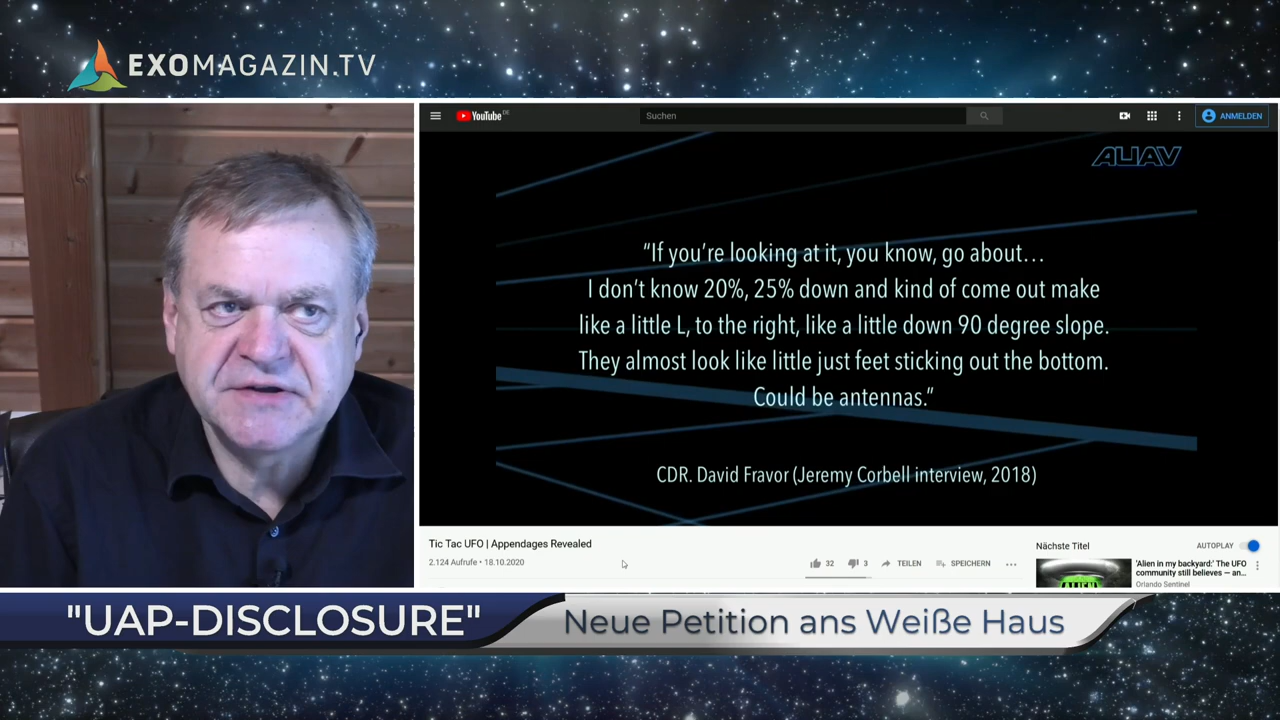 EXOMAGAZIN.TV
YouTube DE
Suchen
ANMELDEN
AUAV
“If you’re looking at it, you know, go about…
I don’t know 20%, 25% down and kind of come out make
like a little L, to the right, like a little down 90 degree slope.
They almost look like little just feet sticking out the bottom.
Could be antennas.”
CDR. David Fravor (Jeremy Corbell interview, 2018)
Tic Tac UFO | Appendages Revealed
2.124 Aufrufe • 18.10.2020
32
3
TEILEN
SPEICHERN
Nächste Titel
AUTOPLAY
'Alien in my backyard:' The UFO
community still believes — an...
Orlando Sentinel
ALIEN
"UAP-DISCLOSURE"
Neue Petition ans Weiße Haus